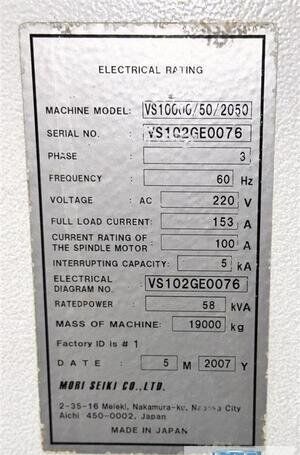 ELECTRICAL RATING
MACHINE MODEL: VS10000/50/2050
SERIAL NO. : VS102GE0076
PHASE : 3
FREQUENCY : 60 Hz
VOLTAGE : AC 220 V
FULL LOAD CURRENT: 153 A
CURRENT RATING OF
THE SPINDLE MOTOR : 100 A
INTERRUPTING CAPACITY: 5 kA
ELECTRICAL
DIAGRAM NO. : VS102GE0076
RATEDPOWER : 58 kVA
MASS OF MACHINE: 19000 kg
Factory ID is # 1
DATE : 5 M 2007 Y
MORI SEIKI CO.,LTD.
2-35-16 Meieki, Nakamura-ku, Nagoya City
Aichi 450-0002, Japan
MADE IN JAPAN